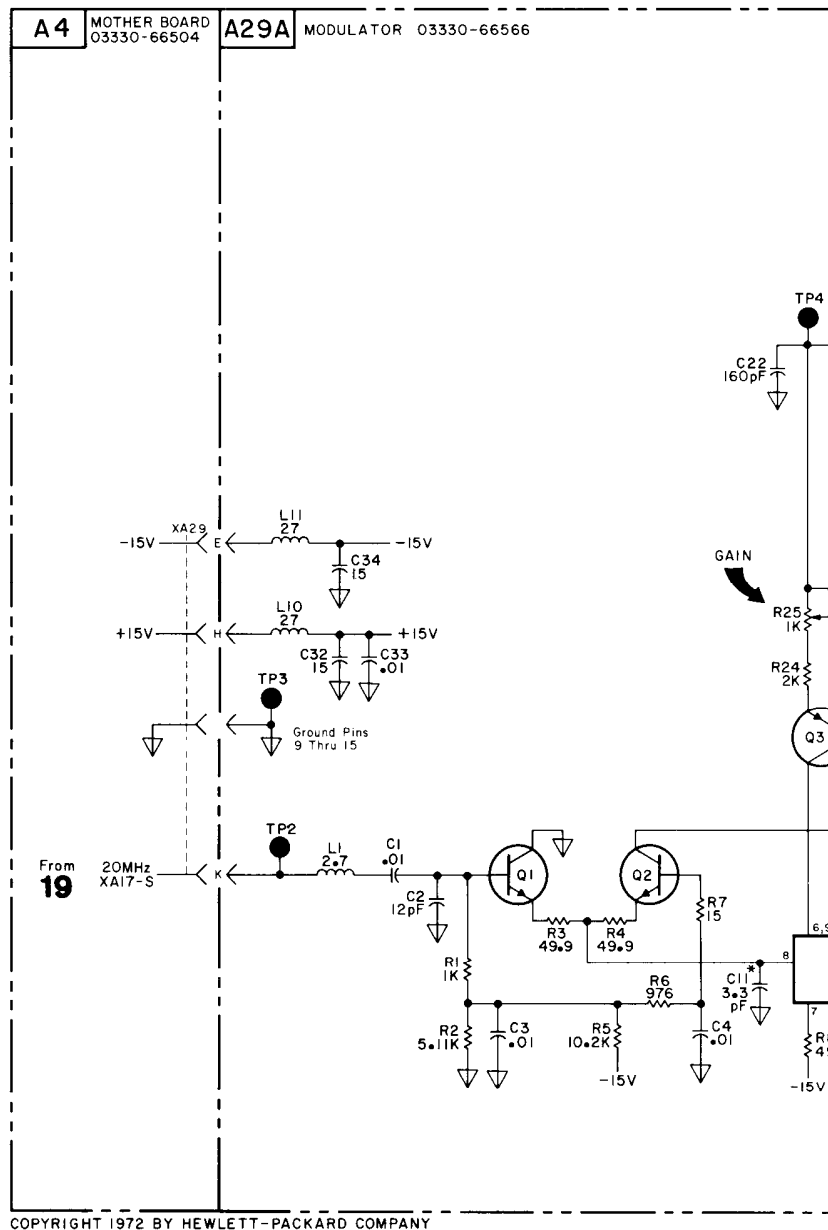 A4
MOTHER BOARD
03330-66504
A29A
MODULATOR 03330-66566
TP4
C22
160pF
XA29
L11
27
-15V
E
-15V
C34
15
GAIN
R25
1K
L10
27
+15V
H
+15V
C32
15
C33
.01
R24
2K
TP3
Ground Pins
9 Thru 15
Q3
TP2
L1
2.7
C1
.01
From
19
20MHz
XA17-S
K
Q1
Q2
C2
12pF
R7
15
R3
49.9
R4
49.9
6,9
8
R1
1K
*
C11
3.3
pF
R6
976
7
R2
5.11K
C3
.01
R5
10.2K
C4
.01
-15V
-15V
COPYRIGHT 1972 BY HEWLETT-PACKARD COMPANY